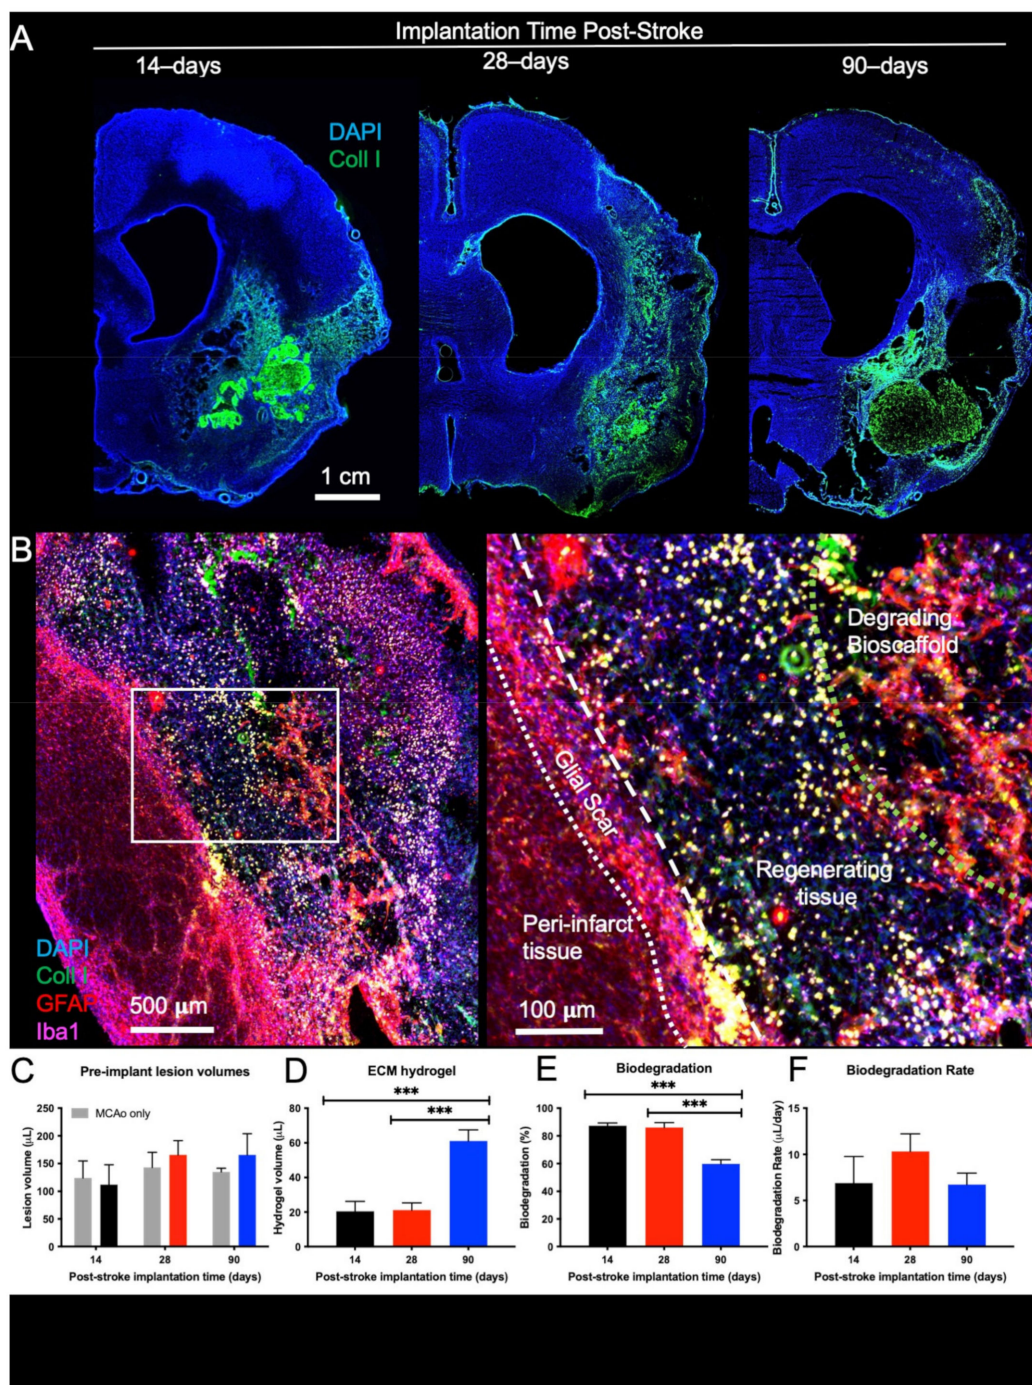 A
Implantation Time Post-Stroke
14–days
28–days
90–days
DAPI
Coll I
1 cm
B
DAPI
Coll I
GFAP
Iba1
500 μm
Glial Scar
Peri-infarct
tissue
100 μm
Degrading
Bioscaffold
Regenerating
tissue
C
Pre-implant lesion volumes
MCAo only
Lesion volume (μL)
250
200
150
100
50
0
14
28
90
Post-stroke implantation time (days)
D
ECM hydrogel
***
***
Hydrogel volume (μL)
80
60
40
20
0
14
28
90
Post-stroke implantation time (days)
E
Biodegradation
***
***
Biodegradation (%)
100
80
60
40
20
0
14
28
90
Post-stroke implantation time (days)
F
Biodegradation Rate
Biodegradation Rate (μL/day)
15
10
5
0
14
28
90
Post-stroke implantation time (days)